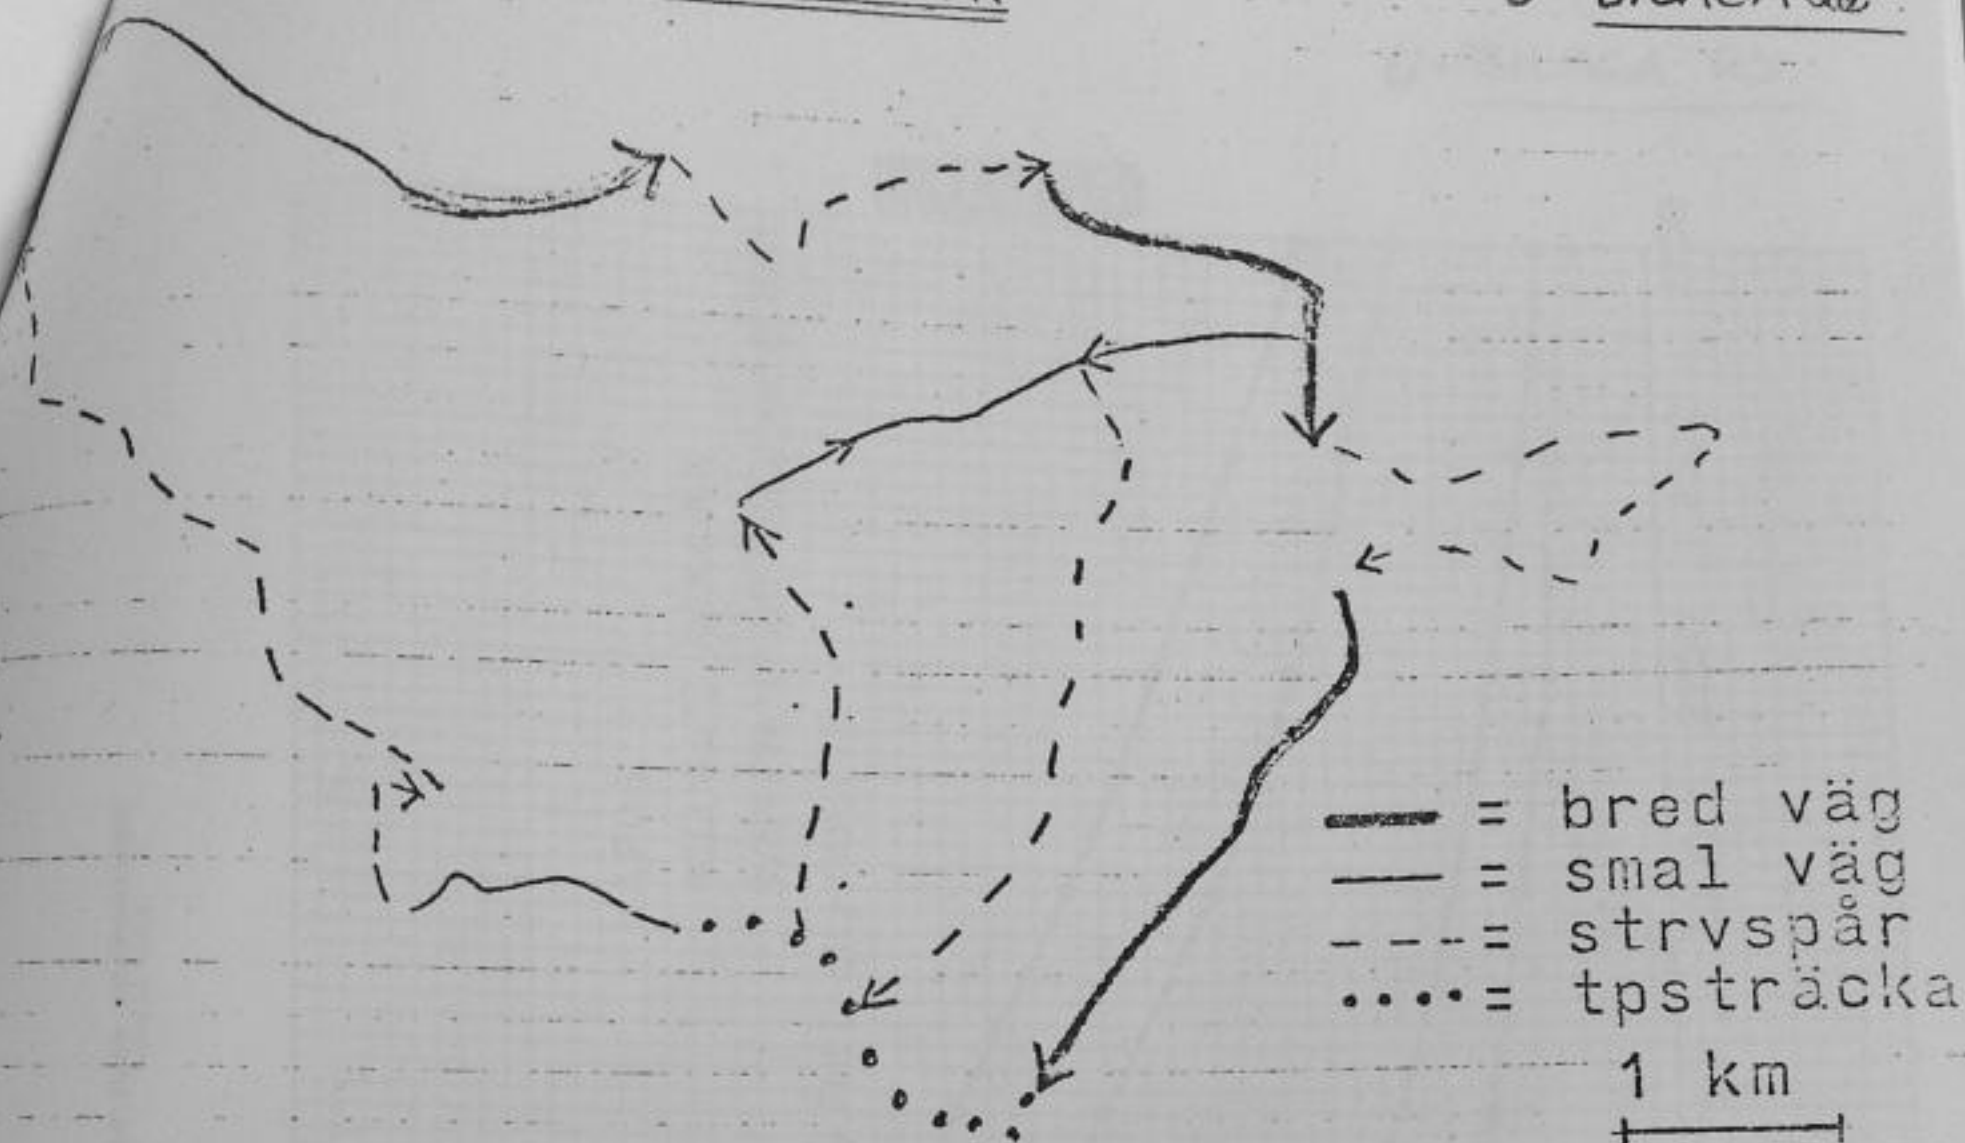 = bred väg
= smal väg
= strvspår
= tpsträcka
1 km